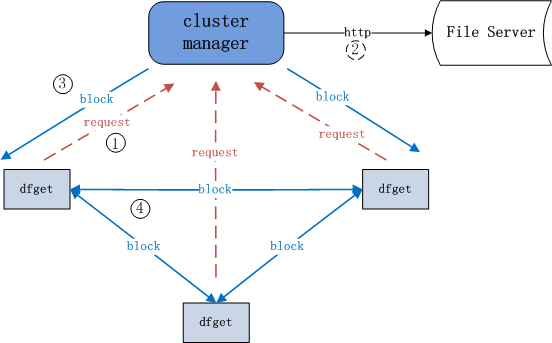 cluster
manager
http
②
File Server
③
block
block
request
①
request
request
dfget
block
dfget
④
block
block
dfget